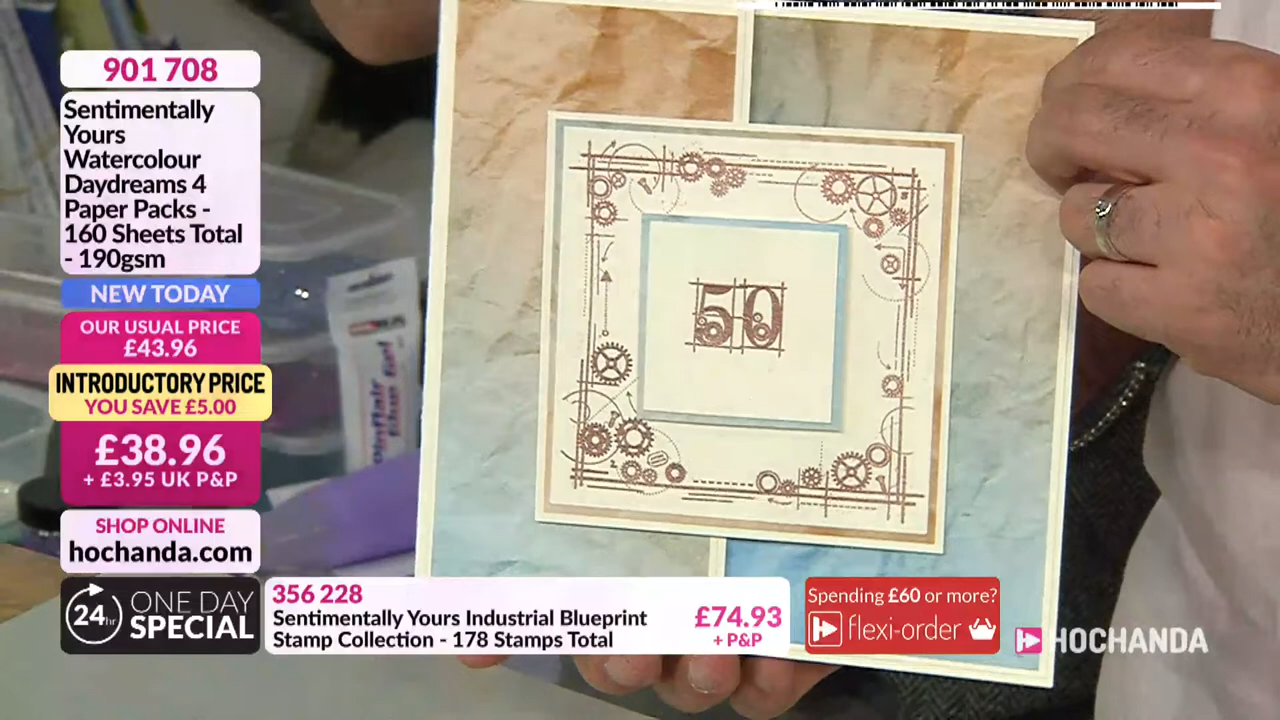 901 708
Sentimentally
Yours
Watercolour
Daydreams 4
Paper Packs -
160 Sheets Total
- 190gsm
NEW TODAY
OUR USUAL PRICE
£43.96
INTRODUCTORY PRICE
YOU SAVE £5.00
£38.96
+ £3.95 UK P&P
SHOP ONLINE
hochanda.com
24hr
ONE DAY
SPECIAL
356 228
Sentimentally Yours Industrial Blueprint
Stamp Collection - 178 Stamps Total
£74.93
+ P&P
Spending £60 or more?
flexi-order
HOCHANDA
50